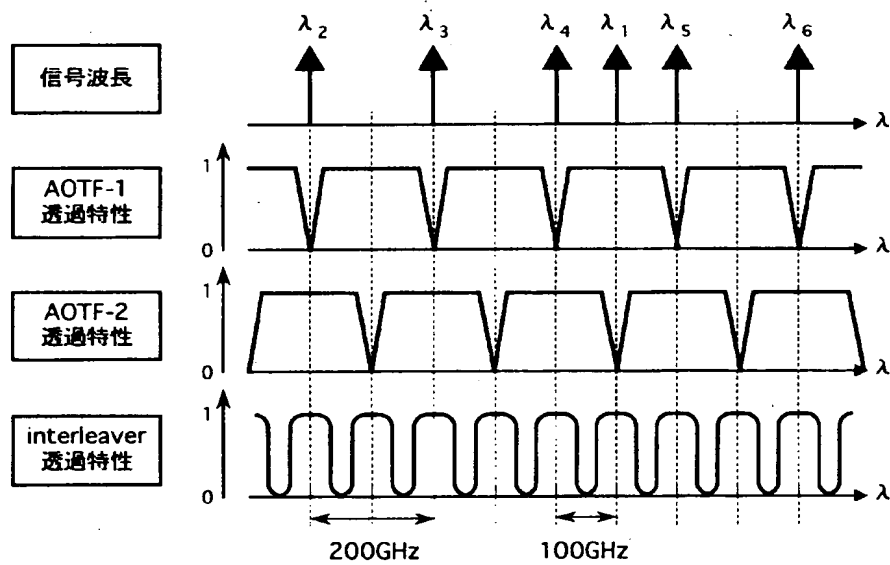 λ2 λ3 λ4 λ1 λ5 λ6
信号波長
λ
1
AOTF-1
透過特性
0
λ
1
AOTF-2
透過特性
0
λ
1
interleaver
透過特性
0
λ
200GHz 100GHz